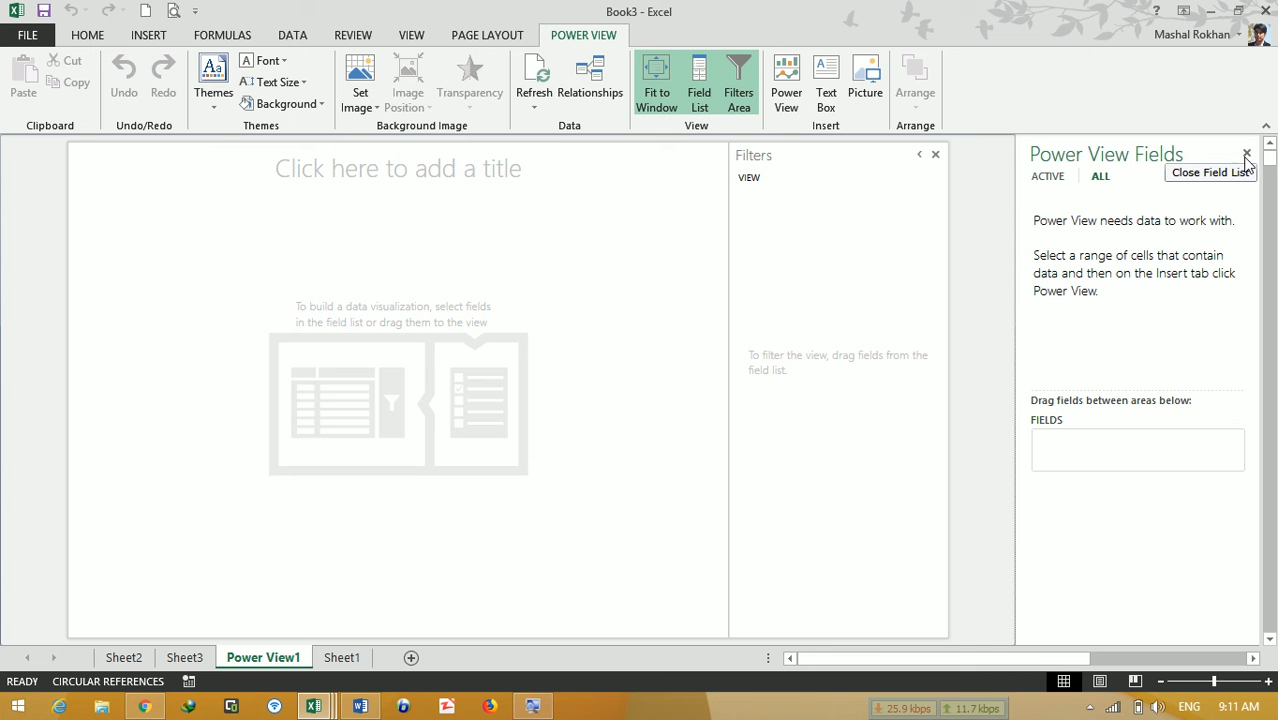 Book3 - Excel
FILE HOME INSERT FORMULAS DATA REVIEW VIEW PAGE LAYOUT POWER VIEW Mashal Rokhan
Paste
Cut
Copy
Undo Redo
Themes
Font
Text Size
Background
Set Image
Image Position
Transparency
Refresh Relationships
Fit to Window
Field List
Filters Area
Power View
Text Box
Picture
Arrange
Clipboard Undo/Redo Themes Background Image Data View Insert Arrange
Click here to add a title
To build a data visualization, select fields
in the field list or drag them to the view
Filters
VIEW
To filter the view, drag fields from the
field list.
Power View Fields
Close Field List
ACTIVE ALL
Power View needs data to work with.
Select a range of cells that contain
data and then on the Insert tab click
Power View.
Drag fields between areas below:
FIELDS
Sheet2 Sheet3 Power View1 Sheet1
READY CIRCULAR REFERENCES
25.9 kbps 11.7 kbps ENG 9:11 AM